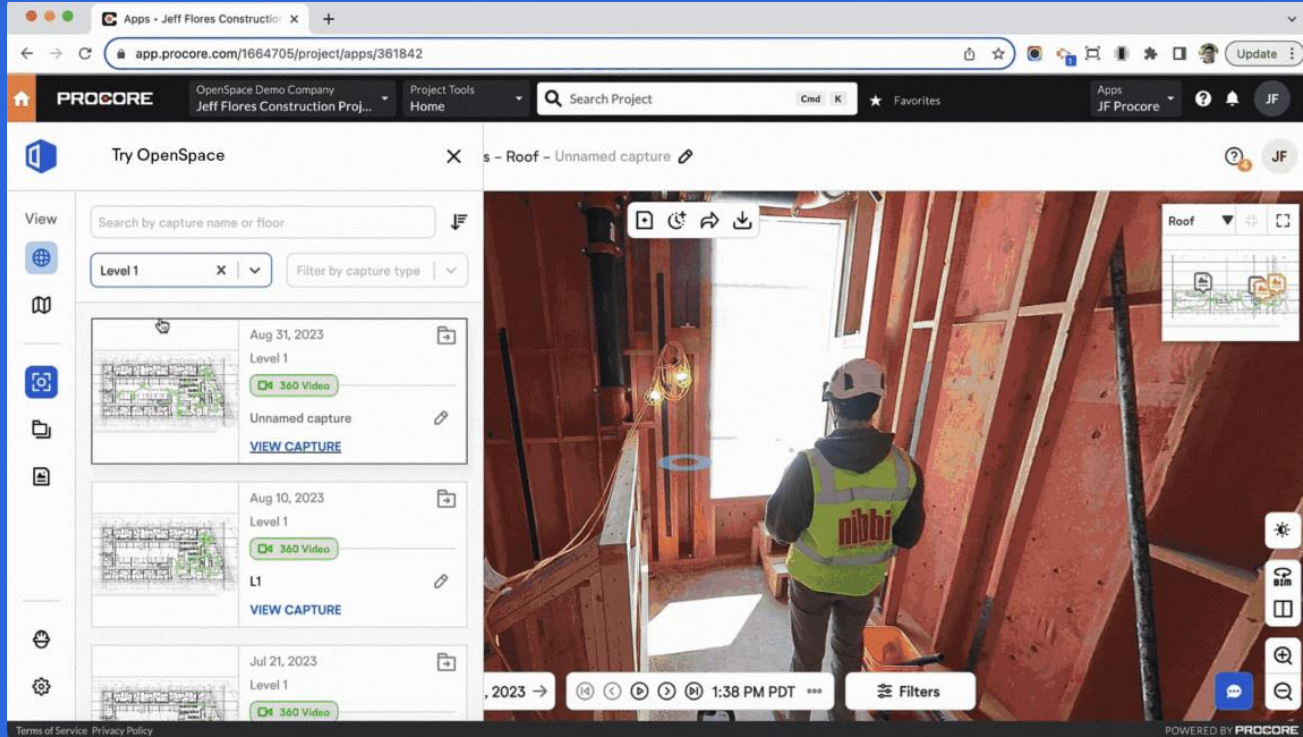 Apps - Jeff Flores Constructio
app.procore.com/1664705/project/apps/361842
Update
PROCORE
OpenSpace Demo Company
Jeff Flores Construction Proj...
Project Tools
Home
Search Project
Cmd K
Favorites
Apps
JF Procore
JF
Try OpenSpace
s – Roof – Unnamed capture
4
JF
View
Search by capture name or floor
Level 1
Filter by capture type
Aug 31, 2023
Level 1
360 Video
Unnamed capture
VIEW CAPTURE
Aug 10, 2023
Level 1
360 Video
L1
VIEW CAPTURE
Jul 21, 2023
Level 1
360 Video
Roof
nibbi
BIM
, 2023
1:38 PM PDT
Filters
Terms of Service Privacy Policy
POWERED BY PROCORE